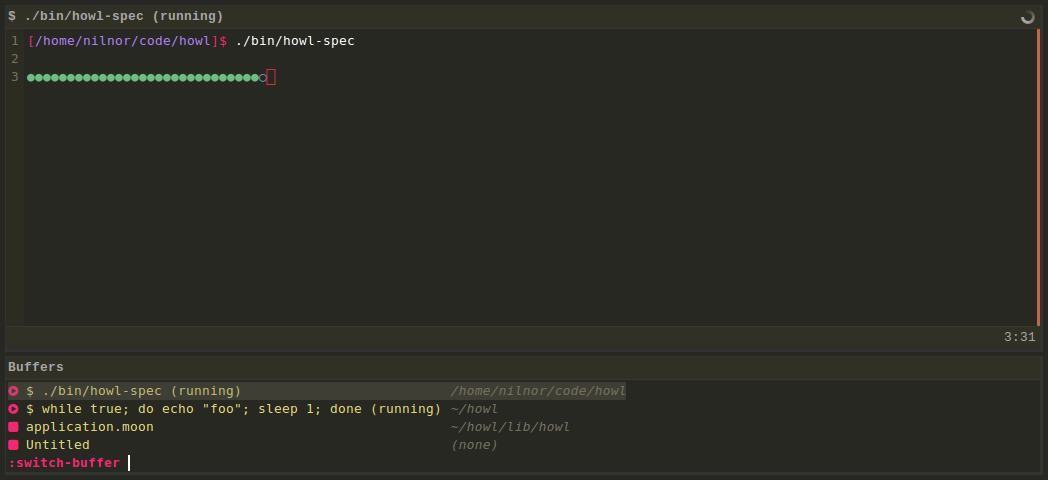 $ ./bin/howl-spec (running)
1 [/home/nilnor/code/howl]$ ./bin/howl-spec
2
3 ●●●●●●●●●●●●●●●●●●●●●●●●●●●●●○
3:31
Buffers
$ ./bin/howl-spec (running) /home/nilnor/code/howl
$ while true; do echo "foo"; sleep 1; done (running) ~/howl
application.moon ~/howl/lib/howl
Untitled (none)
:switch-buffer